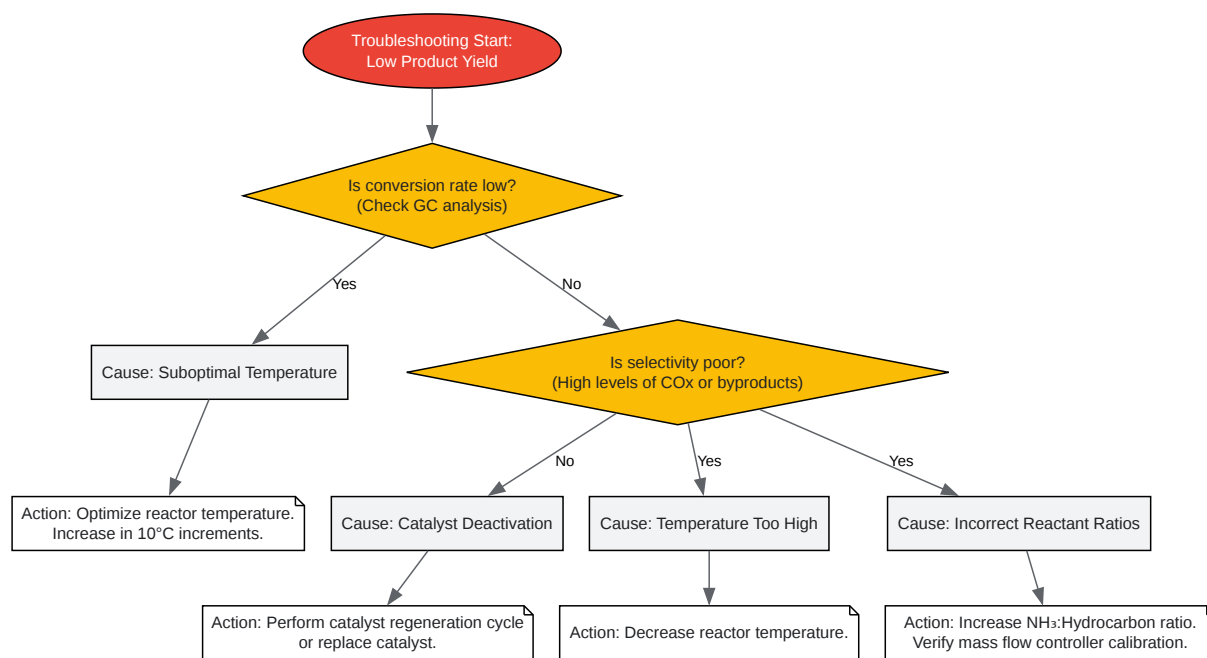 Troubleshooting Start:
Low Product Yield
Is conversion rate low?
(Check GC analysis)
Yes
No
Cause: Suboptimal Temperature
Is selectivity poor?
(High levels of COx or byproducts)
No
Yes
Yes
Action: Optimize reactor temperature.
Increase in 10°C increments.
Cause: Catalyst Deactivation
Cause: Temperature Too High
Cause: Incorrect Reactant Ratios
Action: Perform catalyst regeneration cycle
or replace catalyst.
Action: Decrease reactor temperature.
Action: Increase NH₃:Hydrocarbon ratio.
Verify mass flow controller calibration.